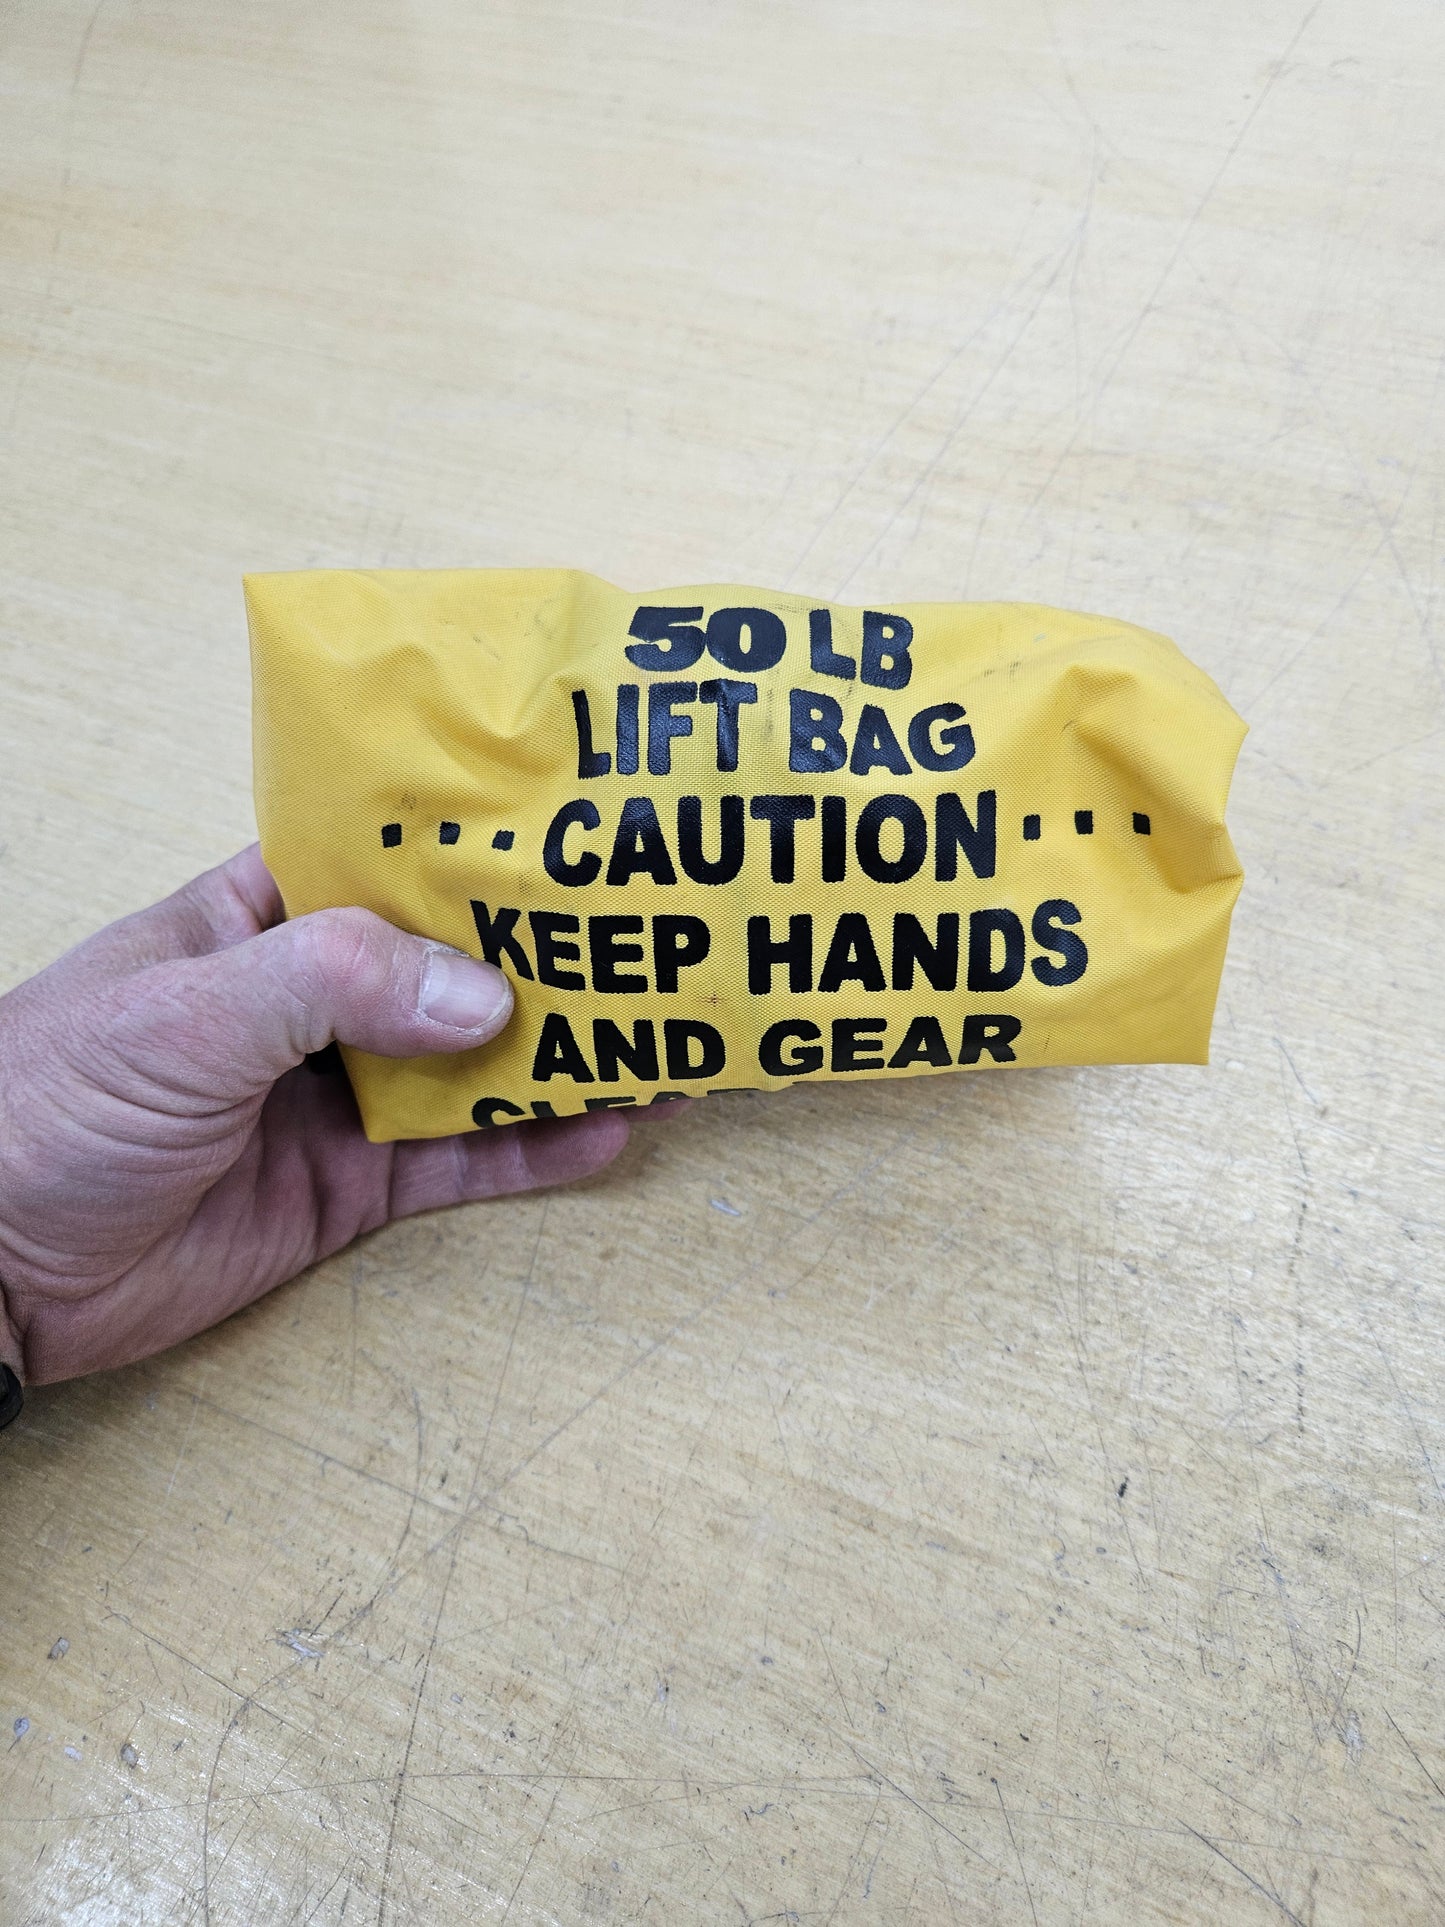 50 LB
LIFT BAG
...CAUTION...
KEEP HANDS
AND GEAR